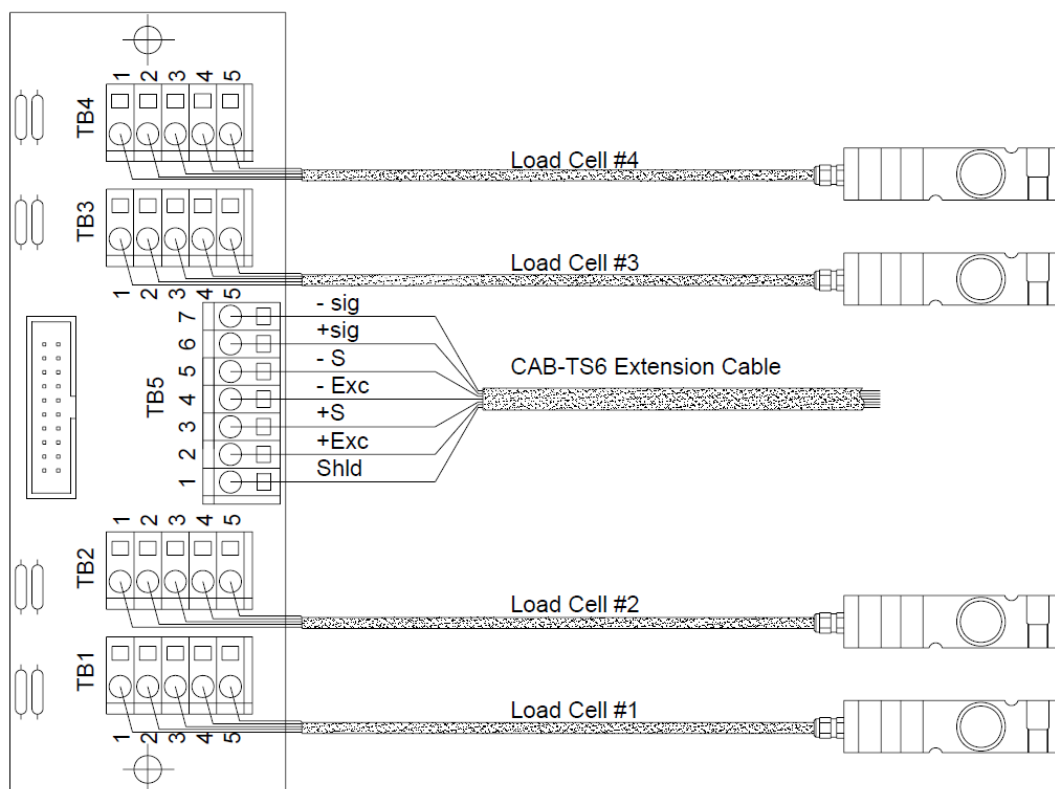 1 2 3 4 5
TB4
Load Cell #4
TB3
Load Cell #3
1 2 3 4 5
- sig
+sig
- S
- Exc
+S
+Exc
Shld
7
6
5
4
3
2
1
TB5
CAB-TS6 Extension Cable
1 2 3 4 5
TB2
Load Cell #2
TB1
Load Cell #1
1 2 3 4 5